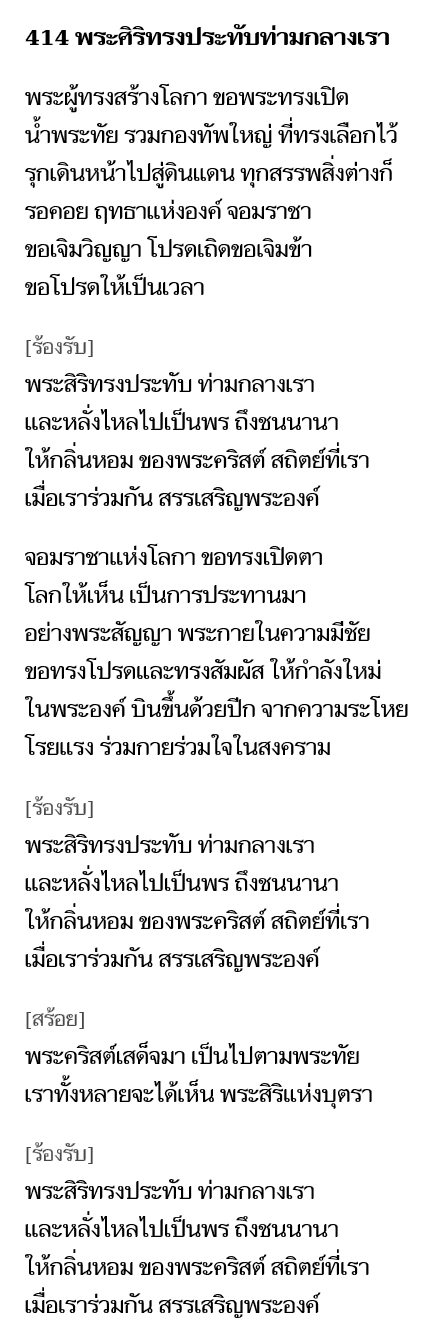 414 พระศิริทรงประทับท่ามกลางเรา
พระผู้ทรงสร้างโลกา ขอพระทรงเปิด
น้ำพระทัย รวมกองทัพใหญ่ ที่ทรงเลือกไว้
รุกเดินหน้าไปสู่ดินแดน ทุกสรรพสิ่งต่างก็
รอคอย ฤทธาแห่งองค์ จอมราชา
ขอเจิมวิญญา โปรดเถิดขอเจิมข้า
ขอโปรดให้เป็นเวลา
[ร้องรับ]
พระสิริทรงประทับ ท่ามกลางเรา
และหลั่งไหลไปเป็นพร ถึงชนนานา
ให้กลิ่นหอม ของพระคริสต์ สถิตย์ที่เรา
เมื่อเราร่วมกัน สรรเสริญพระองค์
จอมราชาแห่งโลกา ขอทรงเปิดตา
โลกให้เห็น เป็นการประทานมา
อย่างพระสัญญา พระกายในความมีชัย
ขอทรงโปรดและทรงสัมผัส ให้กำลังใหม่
ในพระองค์ บินขึ้นด้วยปีก จากความระโหย
โรยแรง ร่วมกายร่วมใจในสงคราม
[ร้องรับ]
พระสิริทรงประทับ ท่ามกลางเรา
และหลั่งไหลไปเป็นพร ถึงชนนานา
ให้กลิ่นหอม ของพระคริสต์ สถิตย์ที่เรา
เมื่อเราร่วมกัน สรรเสริญพระองค์
[สร้อย]
พระคริสต์เสด็จมา เป็นไปตามพระทัย
เราทั้งหลายจะได้เห็น พระสิริแห่งบุตรา
[ร้องรับ]
พระสิริทรงประทับ ท่ามกลางเรา
และหลั่งไหลไปเป็นพร ถึงชนนานา
ให้กลิ่นหอม ของพระคริสต์ สถิตย์ที่เรา
เมื่อเราร่วมกัน สรรเสริญพระองค์